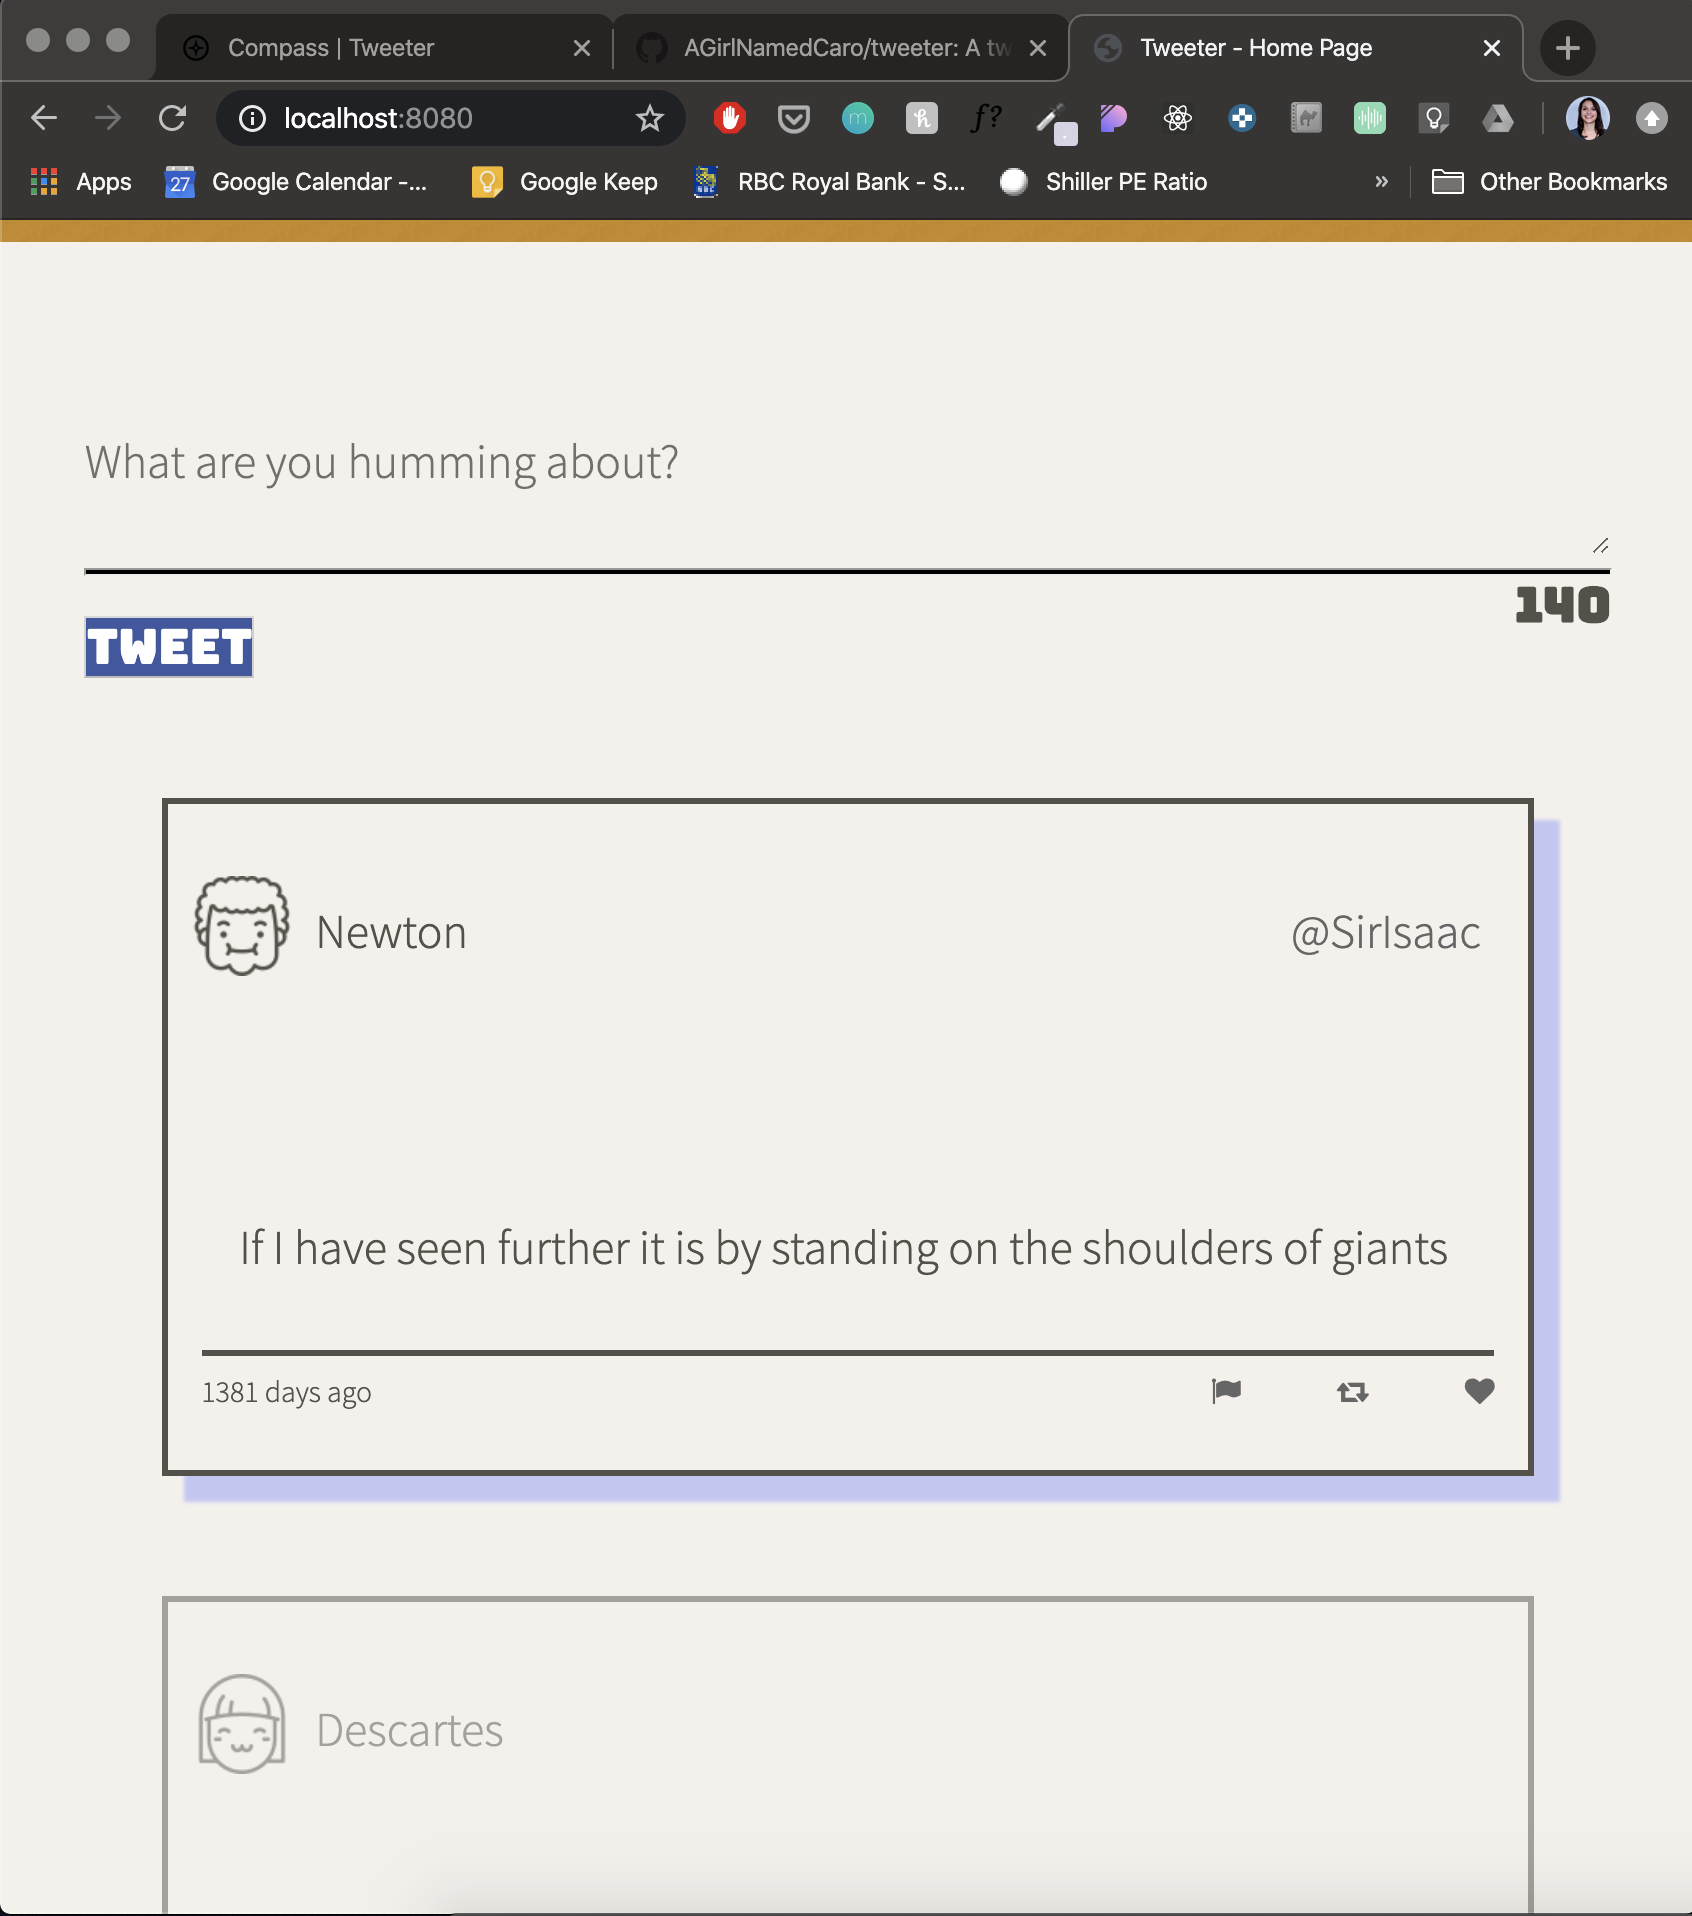 Compass | Tweeter
AGirlNamedCaro/tweeter: A tw
Tweeter - Home Page
localhost:8080
m
h
f?
Apps
27
Google Calendar -...
Google Keep
RBC Royal Bank - S...
Shiller PE Ratio
»
Other Bookmarks
What are you humming about?
140
TWEET
Newton
@SirIsaac
If I have seen further it is by standing on the shoulders of giants
1381 days ago
Descartes